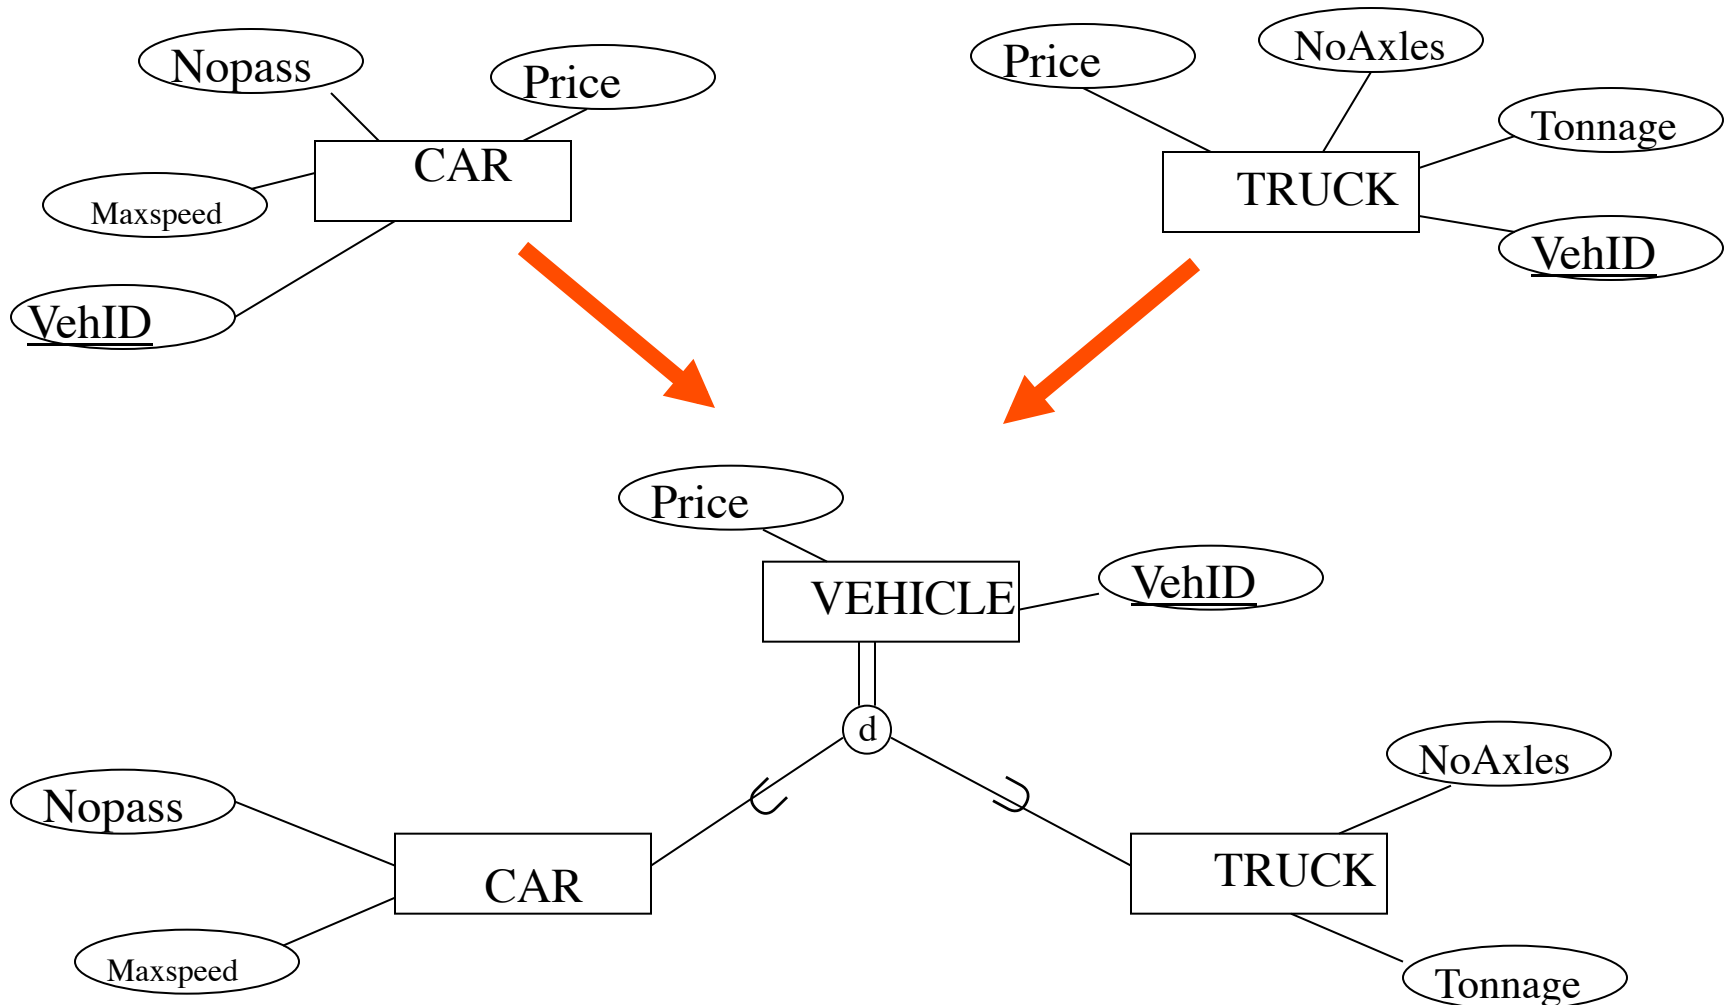 Nopass
Price
CAR
Maxspeed
VehID
Price
NoAxles
Tonnage
TRUCK
VehID
Price
VEHICLE
VehID
d
Nopass
CAR
Maxspeed
NoAxles
TRUCK
Tonnage